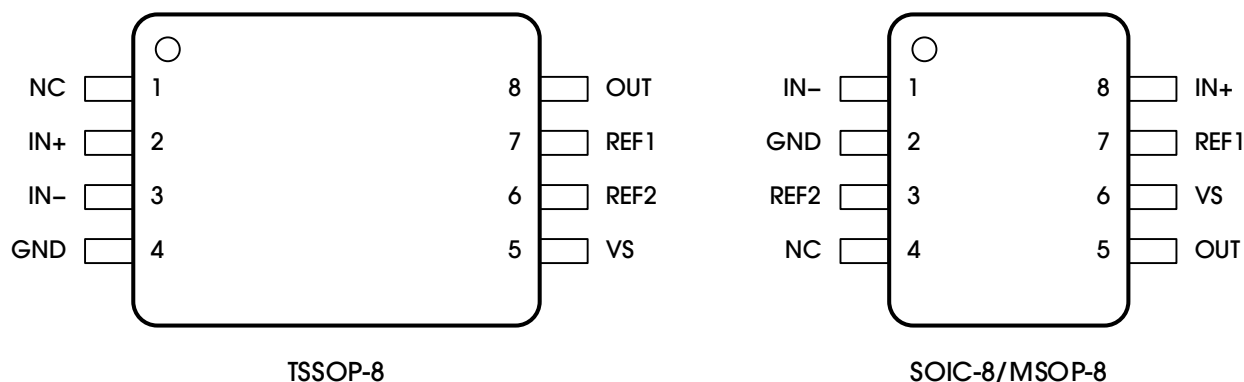 NC 1 8 OUT
IN+ 2 7 REF1
IN− 3 6 REF2
GND 4 5 VS
TSSOP-8
IN− 1 8 IN+
GND 2 7 REF1
REF2 3 6 VS
NC 4 5 OUT
SOIC-8/MSOP-8